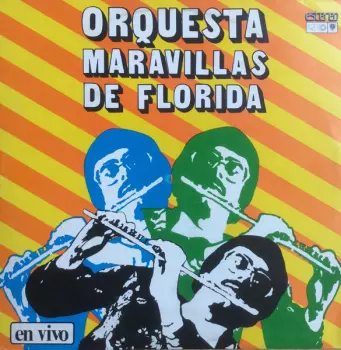 ORQUESTA
MARAVILLAS
DE FLORIDA
en vivo